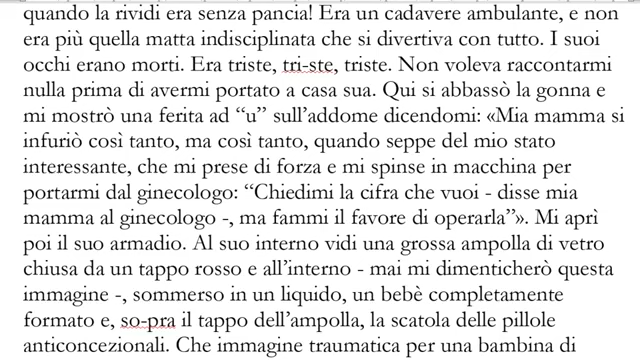 quando la rividi era senza pancia! Era un cadavere ambulante, e non
era più quella matta indisciplinata che si divertiva con tutto. I suoi
occhi erano morti. Era triste, tri-ste, triste. Non voleva raccontarmi
nulla prima di avermi portato a casa sua. Qui si abbassò la gonna e
mi mostrò una ferita ad “u” sull’addome dicendomi: «Mia mamma si
infuriò così tanto, ma così tanto, quando seppe del mio stato
interessante, che mi prese di forza e mi spinse in macchina per
portarmi dal ginecologo: “Chiedimi la cifra che vuoi - disse mia
mamma al ginecologo -, ma fammi il favore di operarla”». Mi aprì
poi il suo armadio. Al suo interno vidi una grossa ampolla di vetro
chiusa da un tappo rosso e all’interno - mai mi dimenticherò questa
immagine -, sommerso in un liquido, un bebè completamente
formato e, so-pra il tappo dell’ampolla, la scatola delle pillole
anticoncezionali. Che immagine traumatica per una bambina di